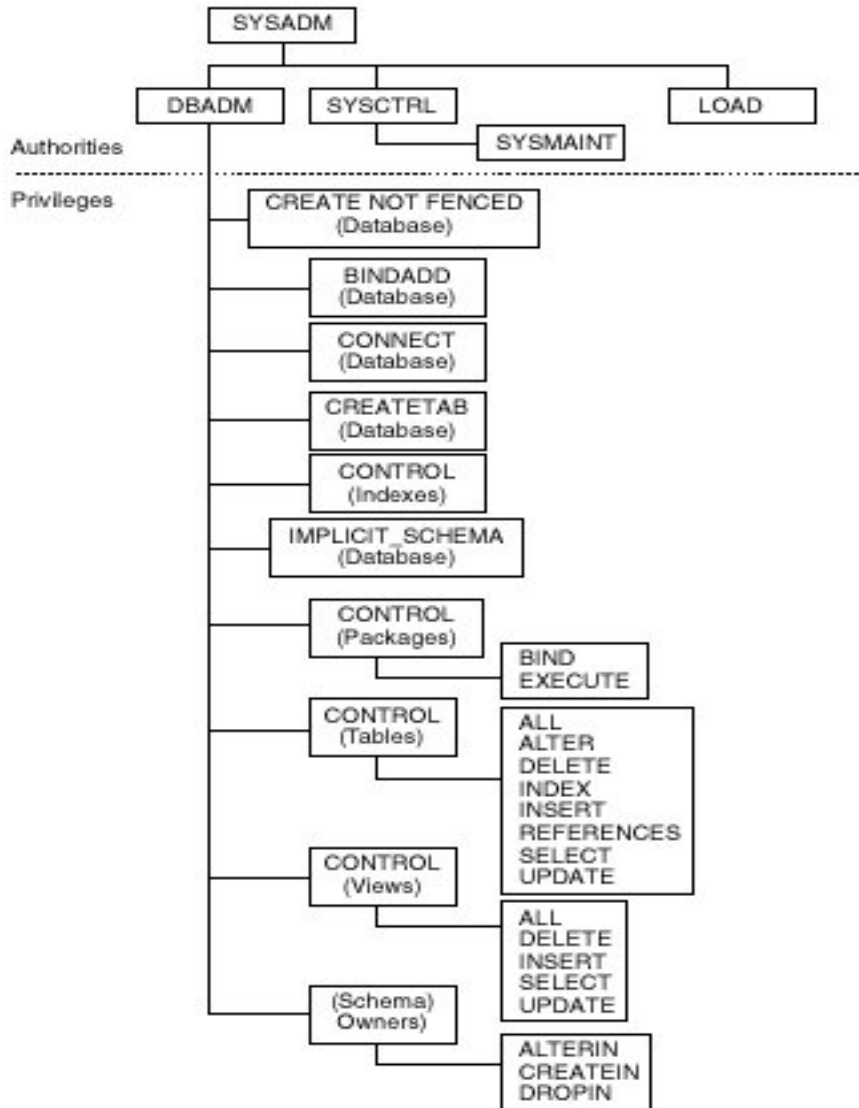 SYSADM
DBADM
SYSCTRL
LOAD
SYSMAINT
Authorities
Privileges
CREATE NOT FENCED
(Database)
BINDADD
(Database)
CONNECT
(Database)
CREATETAB
(Database)
CONTROL
(Indexes)
IMPLICIT_SCHEMA
(Database)
CONTROL
(Packages)
BIND
EXECUTE
CONTROL
(Tables)
ALL
ALTER
DELETE
INDEX
INSERT
REFERENCES
SELECT
UPDATE
CONTROL
(Views)
ALL
DELETE
INSERT
SELECT
UPDATE
(Schema)
Owners)
ALTERIN
CREATEIN
DROPIN